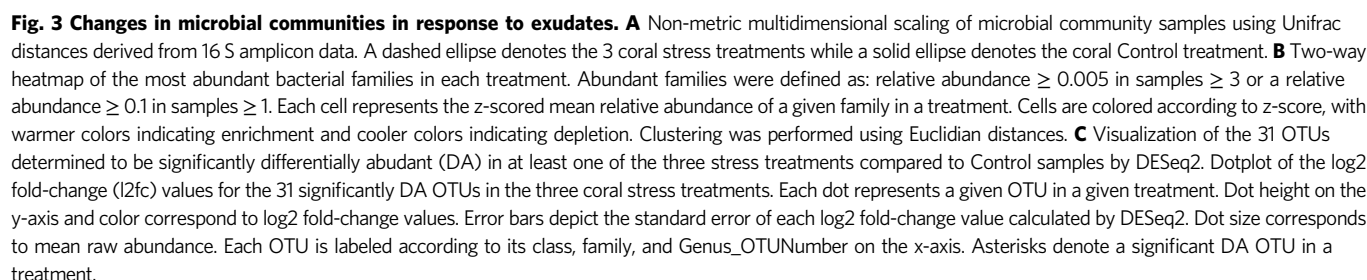 Fig. 3 Changes in microbial communities in response to exudates. A Non-metric multidimensional scaling of microbial community samples using Unifrac
distances derived from 16 S amplicon data. A dashed ellipse denotes the 3 coral stress treatments while a solid ellipse denotes the coral Control treatment. B Two-way
heatmap of the most abundant bacterial families in each treatment. Abundant families were defined as: relative abundance ≥ 0.005 in samples ≥ 3 or a relative
abundance ≥ 0.1 in samples ≥ 1. Each cell represents the z-scored mean relative abundance of a given family in a treatment. Cells are colored according to z-score, with
warmer colors indicating enrichment and cooler colors indicating depletion. Clustering was performed using Euclidian distances. C Visualization of the 31 OTUs
determined to be significantly differentially abudant (DA) in at least one of the three stress treatments compared to Control samples by DESeq2. Dotplot of the log2
fold-change (l2fc) values for the 31 significantly DA OTUs in the three coral stress treatments. Each dot represents a given OTU in a given treatment. Dot height on the
y-axis and color correspond to log2 fold-change values. Error bars depict the standard error of each log2 fold-change value calculated by DESeq2. Dot size corresponds
to mean raw abundance. Each OTU is labeled according to its class, family, and Genus_OTUNumber on the x-axis. Asterisks denote a significant DA OTU in a
treatment.